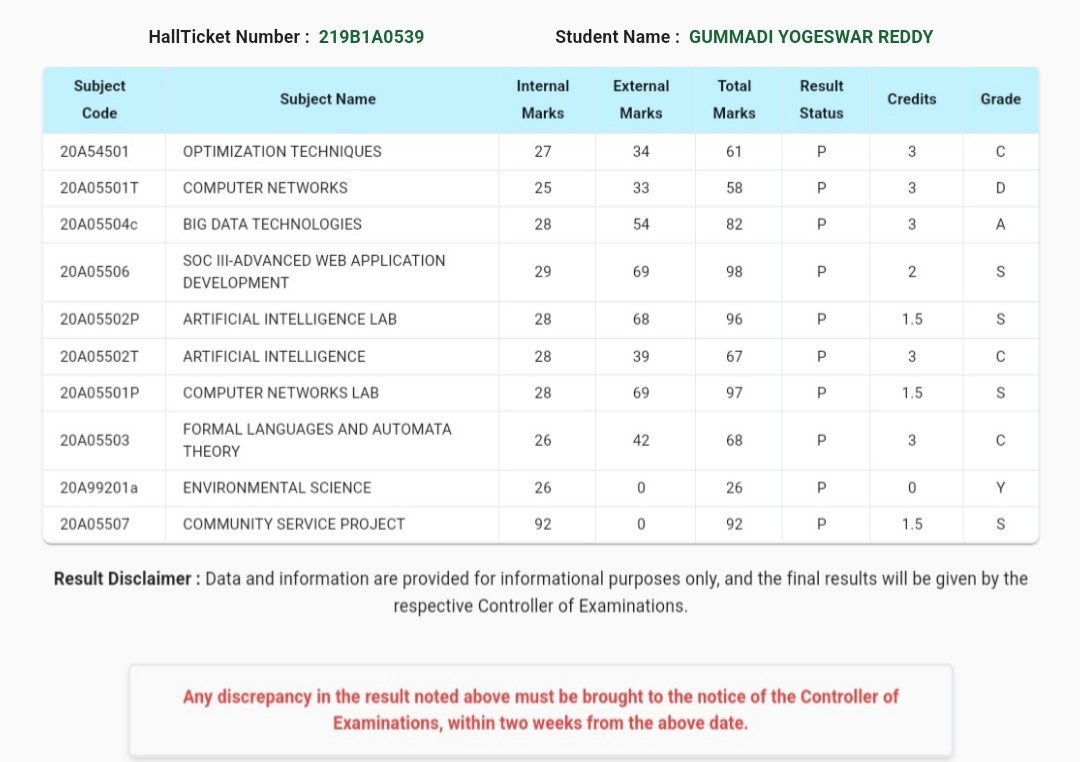 HallTicket Number : 219B1A0539 Student Name : GUMMADI YOGESWAR REDDY
Subject Code Subject Name Internal Marks External Marks Total Marks Result Status Credits Grade
20A54501 OPTIMIZATION TECHNIQUES 27 34 61 P 3 C
20A05501T COMPUTER NETWORKS 25 33 58 P 3 D
20A05504c BIG DATA TECHNOLOGIES 28 54 82 P 3 A
20A05506 SOC III-ADVANCED WEB APPLICATION DEVELOPMENT 29 69 98 P 2 S
20A05502P ARTIFICIAL INTELLIGENCE LAB 28 68 96 P 1.5 S
20A05502T ARTIFICIAL INTELLIGENCE 28 39 67 P 3 C
20A05501P COMPUTER NETWORKS LAB 28 69 97 P 1.5 S
20A05503 FORMAL LANGUAGES AND AUTOMATA THEORY 26 42 68 P 3 C
20A99201a ENVIRONMENTAL SCIENCE 26 0 26 P 0 Y
20A05507 COMMUNITY SERVICE PROJECT 92 0 92 P 1.5 S
Result Disclaimer : Data and information are provided for informational purposes only, and the final results will be given by the
respective Controller of Examinations.
Any discrepancy in the result noted above must be brought to the notice of the Controller of
Examinations, within two weeks from the above date.